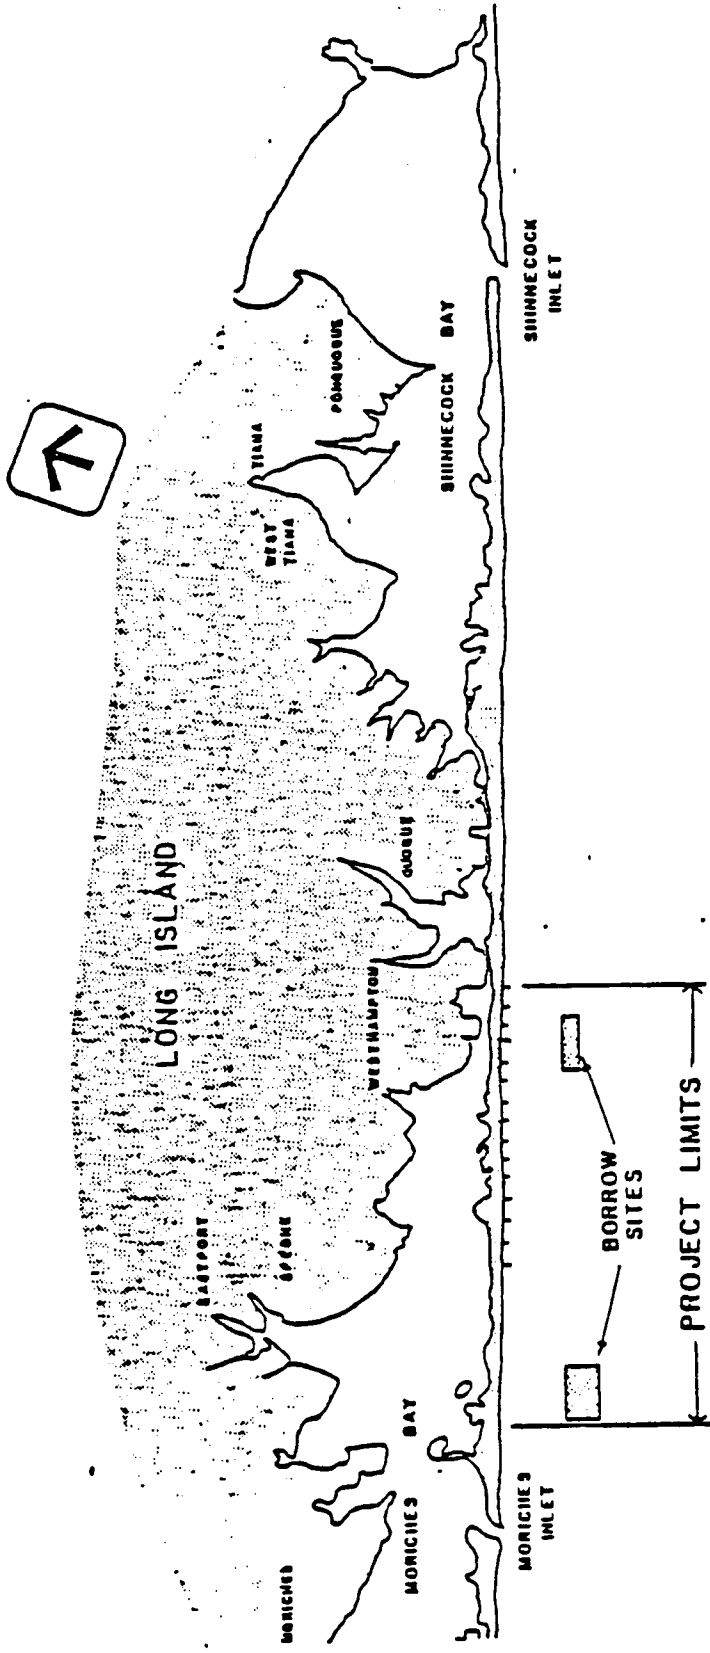 LONG ISLAND
MORICHES
EASTPORT
SPEONK
WESTHAMPTON
QUOGUE
WEST
TIANA
TIANA
PONQUOGUE
MORICHES BAY
SHINNECOCK BAY
MORICHES
INLET
SHINNECOCK
INLET
BORROW
SITES
PROJECT LIMITS